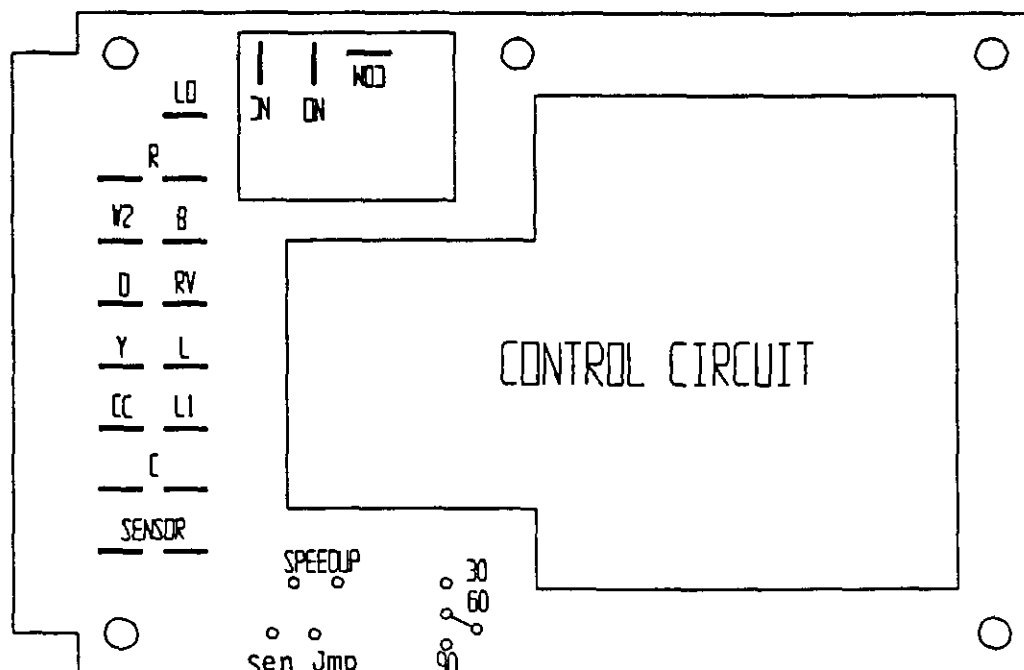 LO
NC NO COM
R
W2 B
O RV
Y L
CC L1
C
SENSOR
CONTROL CIRCUIT
SPEEDUP
30
60
90
sen Jmp